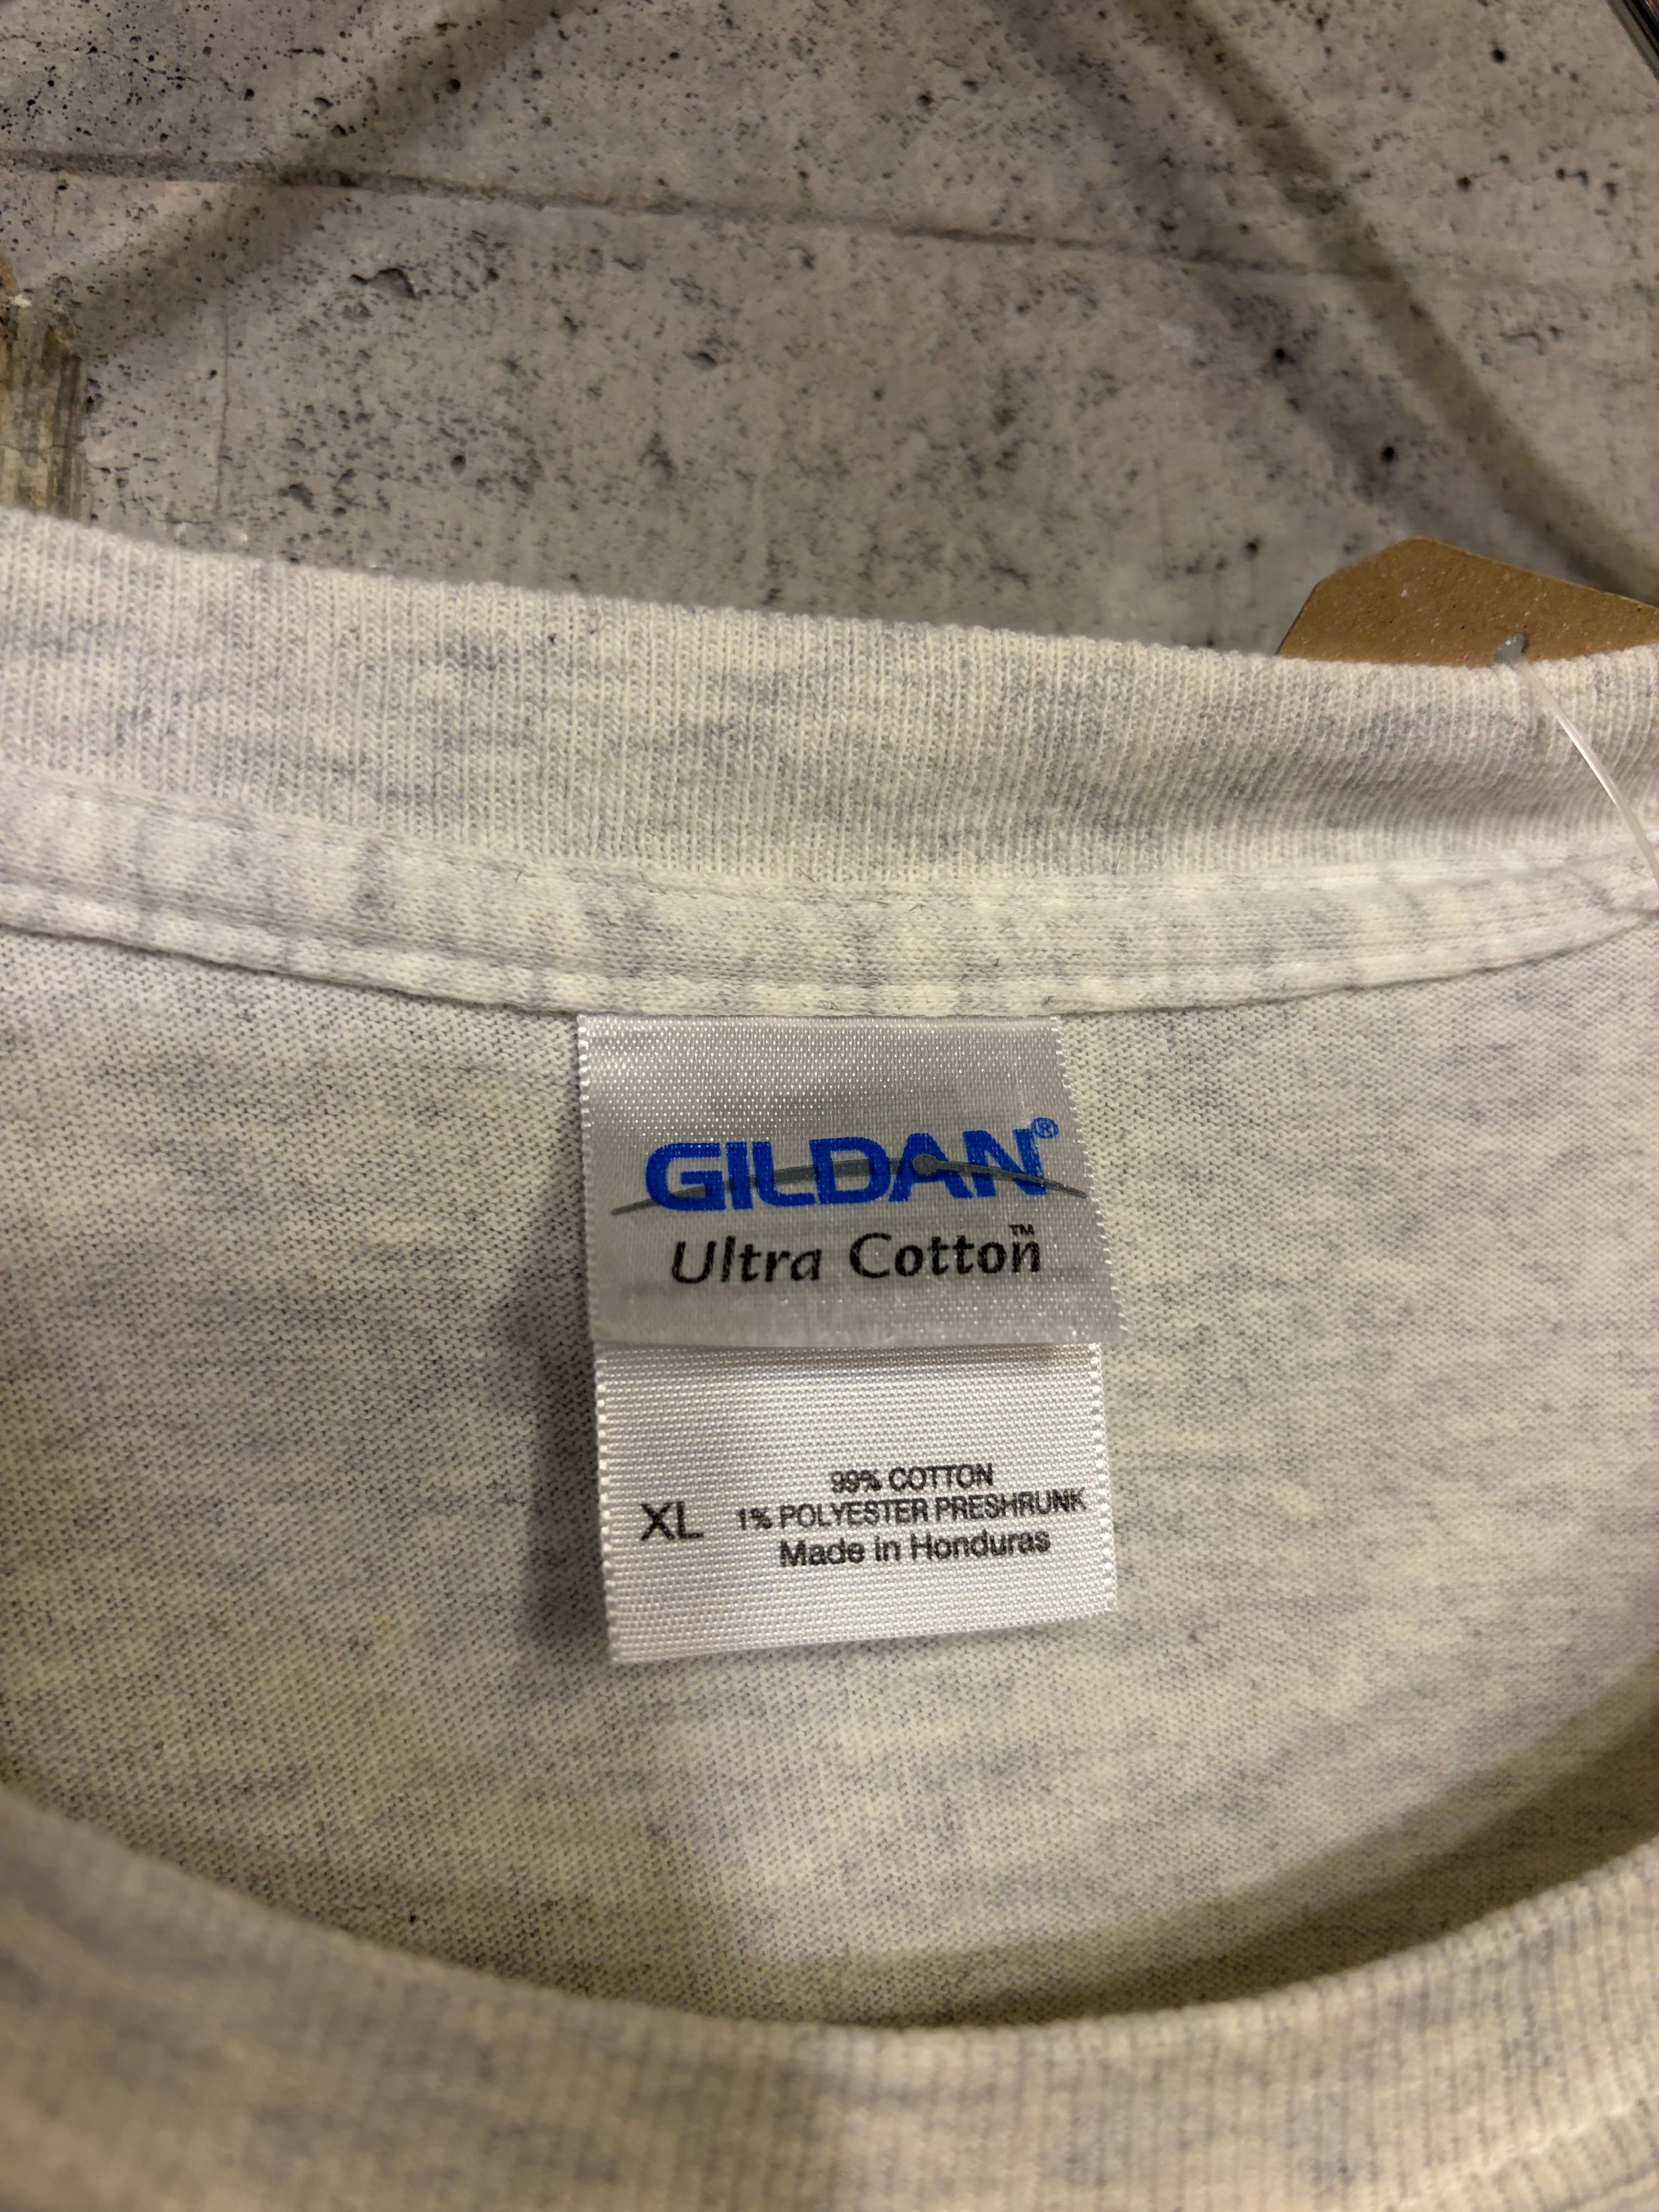 GILDAN®
Ultra Cotton™
99% COTTON
XL 1% POLYESTER PRESHRUNK
Made in Honduras